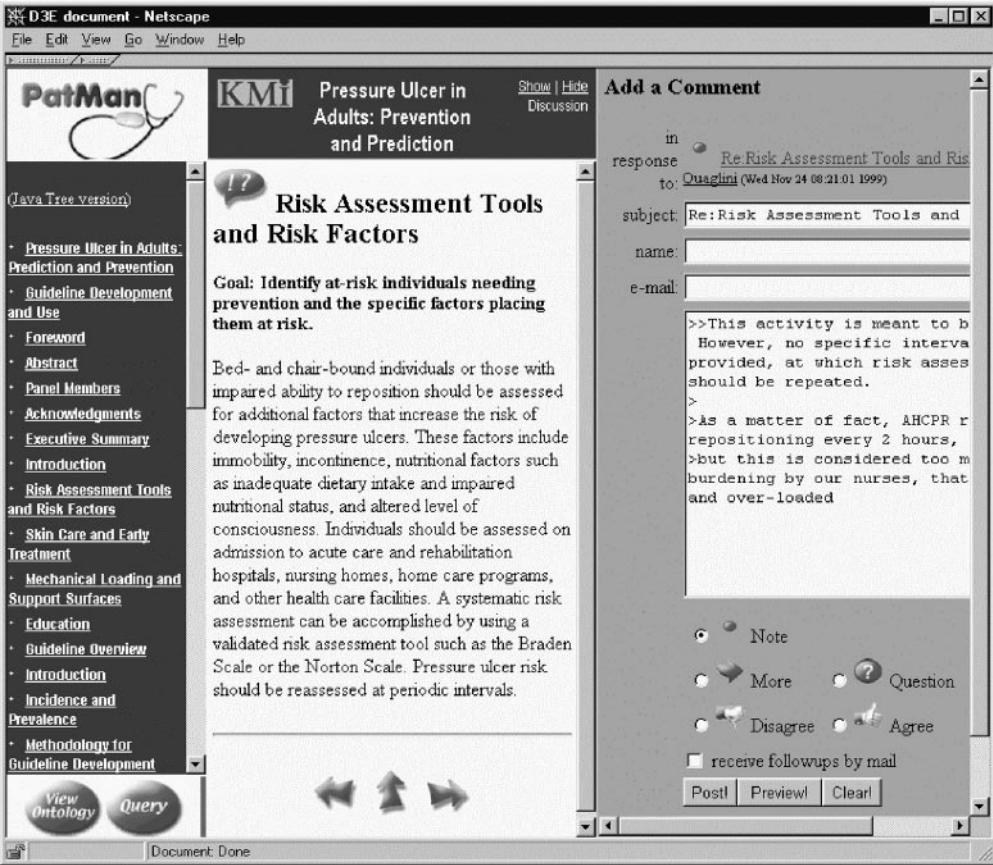 D3E document - Netscape
File Edit View Go Window Help
PatMan
KMi
Pressure Ulcer in
Adults: Prevention
and Prediction
Show | Hide
Discussion
(Java Tree version)
Pressure Ulcer in Adults:
Prediction and Prevention
Guideline Development
and Use
Foreword
Abstract
Panel Members
Acknowledgments
Executive Summary
Introduction
Risk Assessment Tools
and Risk Factors
Skin Care and Early
Treatment
Mechanical Loading and
Support Surfaces
Education
Guideline Overview
Introduction
Incidence and
Prevalence
Methodology for
Guideline Development
View
Ontology
Query
!?
Risk Assessment Tools
and Risk Factors
Goal: Identify at-risk individuals needing
prevention and the specific factors placing
them at risk.
Bed- and chair-bound individuals or those with
impaired ability to reposition should be assessed
for additional factors that increase the risk of
developing pressure ulcers. These factors include
immobility, incontinence, nutritional factors such
as inadequate dietary intake and impaired
nutritional status, and altered level of
consciousness. Individuals should be assessed on
admission to acute care and rehabilitation
hospitals, nursing homes, home care programs,
and other health care facilities. A systematic risk
assessment can be accomplished by using a
validated risk assessment tool such as the Braden
Scale or the Norton Scale. Pressure ulcer risk
should be reassessed at periodic intervals.
Add a Comment
in
response
to:
Re:Risk Assessment Tools and Ris
Quaglini (Wed Nov 24 08:21:01 1999)
subject: Re:Risk Assessment Tools and
name:
e-mail:
>>This activity is meant to b
However, no specific interva
provided, at which risk asses
should be repeated.
>
>As a matter of fact, AHCPR r
repositioning every 2 hours,
>but this is considered too m
burdening by our nurses, that
and over-loaded
Note
More ? Question
Disagree Agree
receive followups by mail
Post! Preview! Clear!
Document: Done